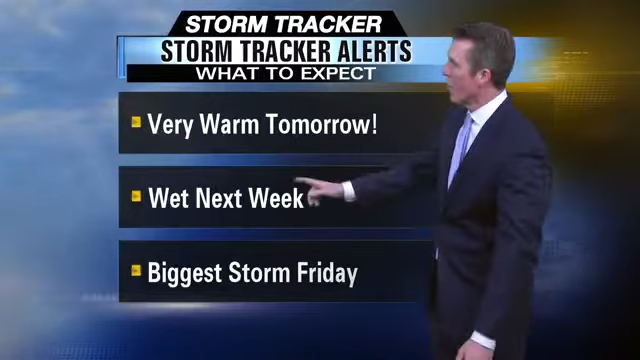 STORM TRACKER
STORM TRACKER ALERTS
WHAT TO EXPECT
Very Warm Tomorrow!
Wet Next Week
Biggest Storm Friday